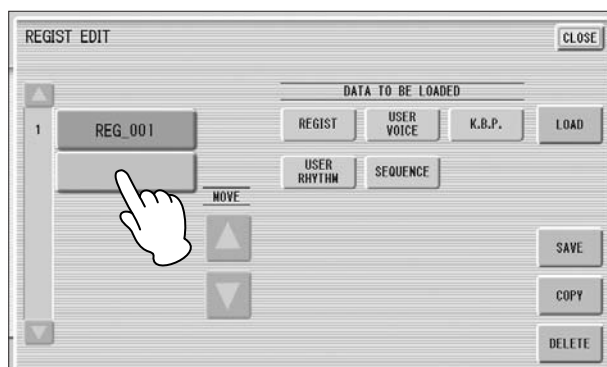 REGIST EDIT
CLOSE
DATA TO BE LOADED
1
REG_001
REGIST
USER
VOICE
K.B.P.
LOAD
USER
RHYTHM
SEQUENCE
MOVE
SAVE
COPY
DELETE